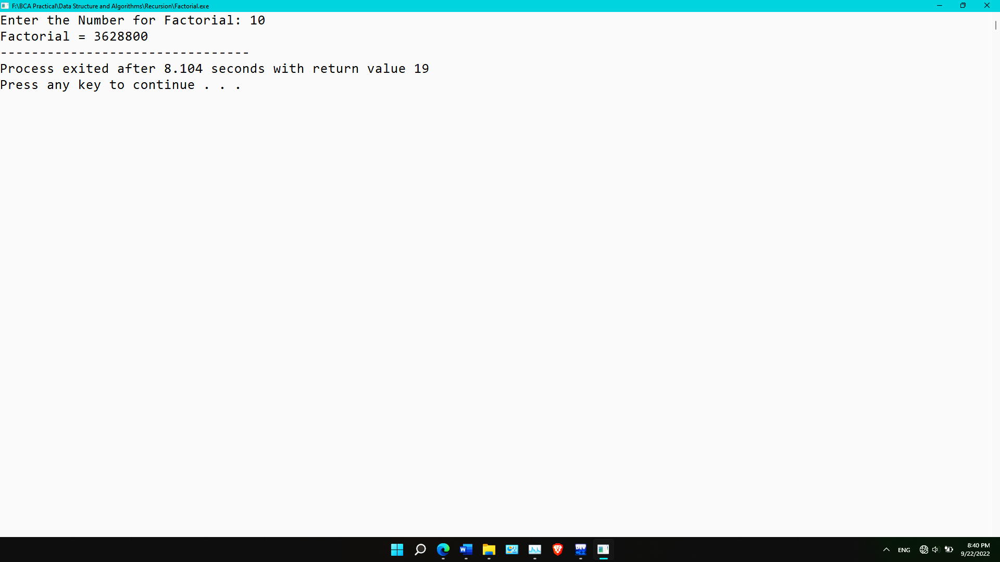 F:\BCA Practical\Data Structure and Algorithms\Recursion\Factorial.exe
Enter the Number for Factorial: 10
Factorial = 3628800
--------------------------------
Process exited after 8.104 seconds with return value 19
Press any key to continue . . .
W
DEV
ENG
8:40 PM
9/22/2022